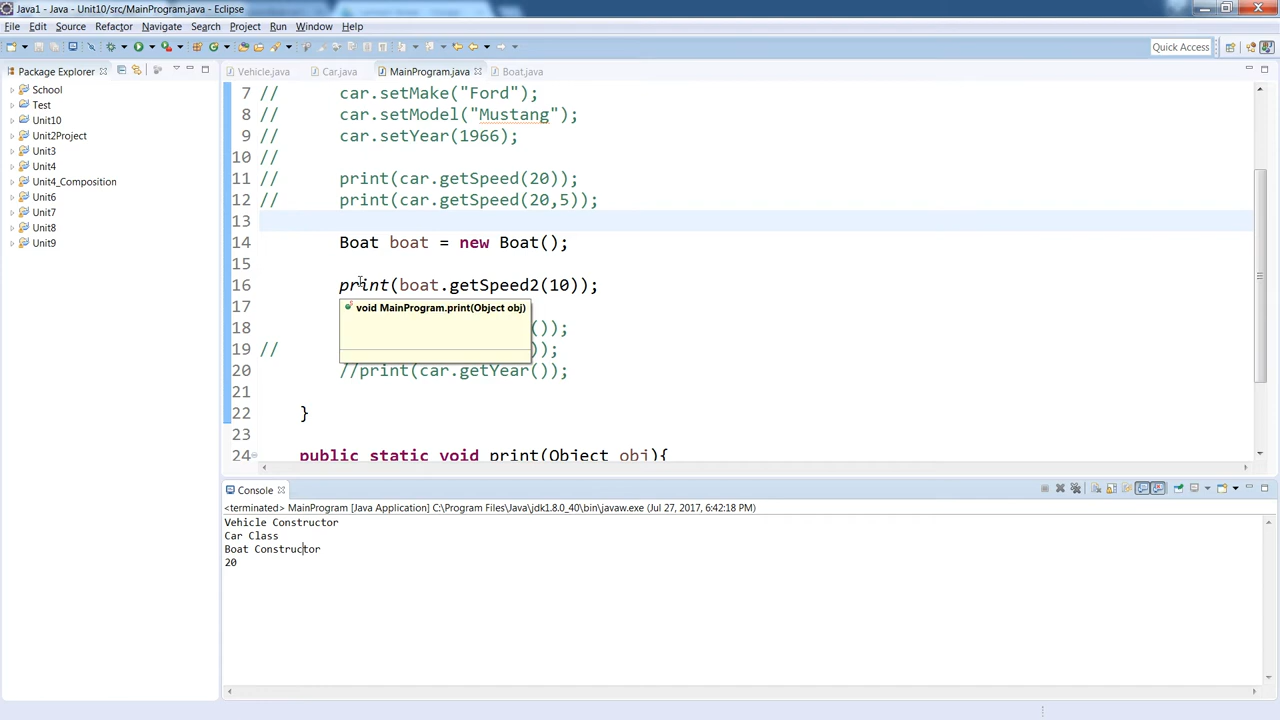 Java1 - Java - Unit10/src/MainProgram.java - Eclipse
File Edit Source Refactor Navigate Search Project Run Window Help
Quick Access
Package Explorer
School
Test
Unit10
Unit2Project
Unit3
Unit4
Unit4_Composition
Unit6
Unit7
Unit8
Unit9
Vehicle.java Car.java MainProgram.java Boat.java
7 // car.setMake("Ford");
8 // car.setModel("Mustang");
9 // car.setYear(1966);
10 //
11 // print(car.getSpeed(20));
12 // print(car.getSpeed(20,5));
13
14 Boat boat = new Boat();
15
16 print(boat.getSpeed2(10));
17
void MainProgram.print(Object obj)
18 ());
19 // );
20 //print(car.getYear());
21
22 }
23
24 public static void print(Object obj){
Console
<terminated> MainProgram [Java Application] C:\Program Files\Java\jdk1.8.0_40\bin\javaw.exe (Jul 27, 2017, 6:42:18 PM)
Vehicle Constructor
Car Class
Boat Constructor
20